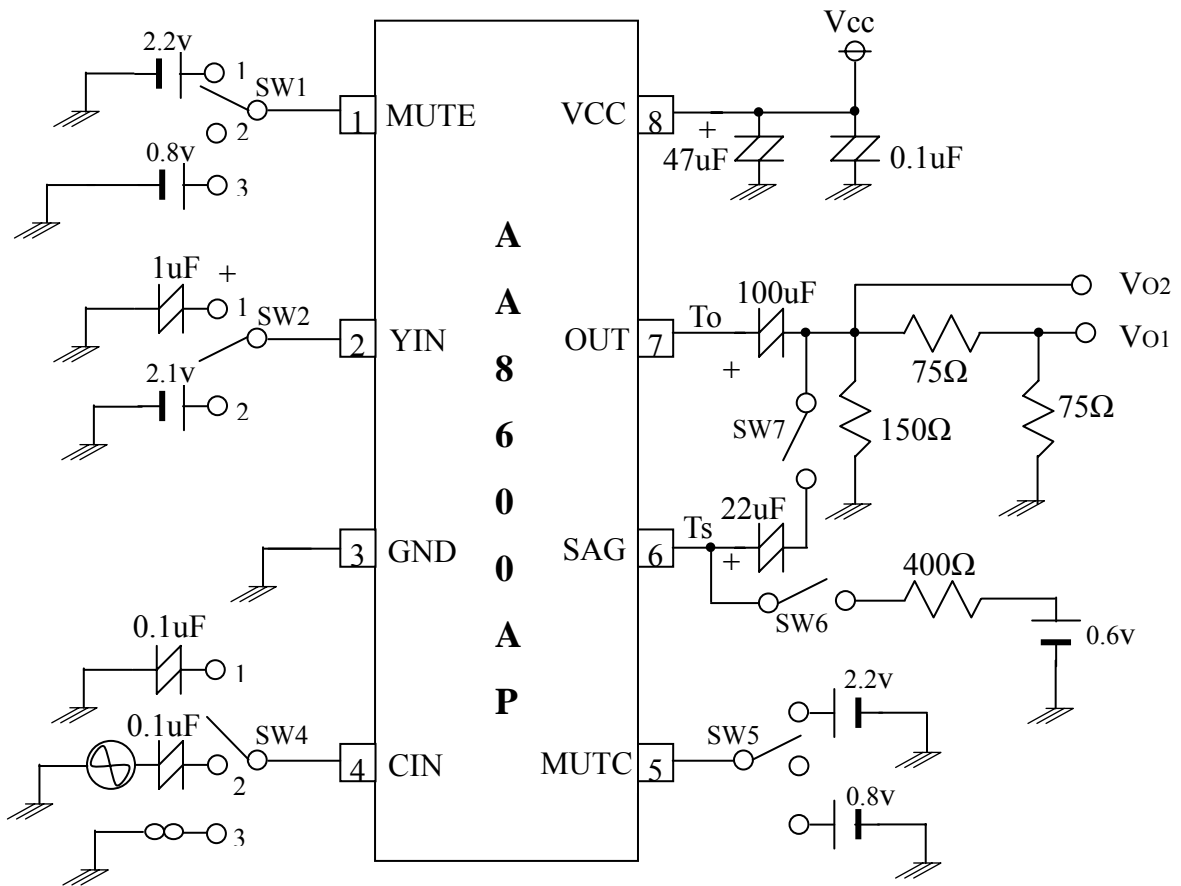 2.2v
1
SW1
2
0.8v
3
1 MUTE
1uF +
1
SW2
2.1v
2
2 YIN
3 GND
0.1uF
1
0.1uF
SW4
2
3
4 CIN
A
A
8
6
0
0
A
P
Vcc
VCC 8
+
47uF
0.1uF
OUT 7
To
100uF
+
VO2
VO1
75Ω
75Ω
150Ω
SW7
SAG 6
Ts
22uF
+
SW6
400Ω
0.6v
MUTC 5
SW5
2.2v
0.8v